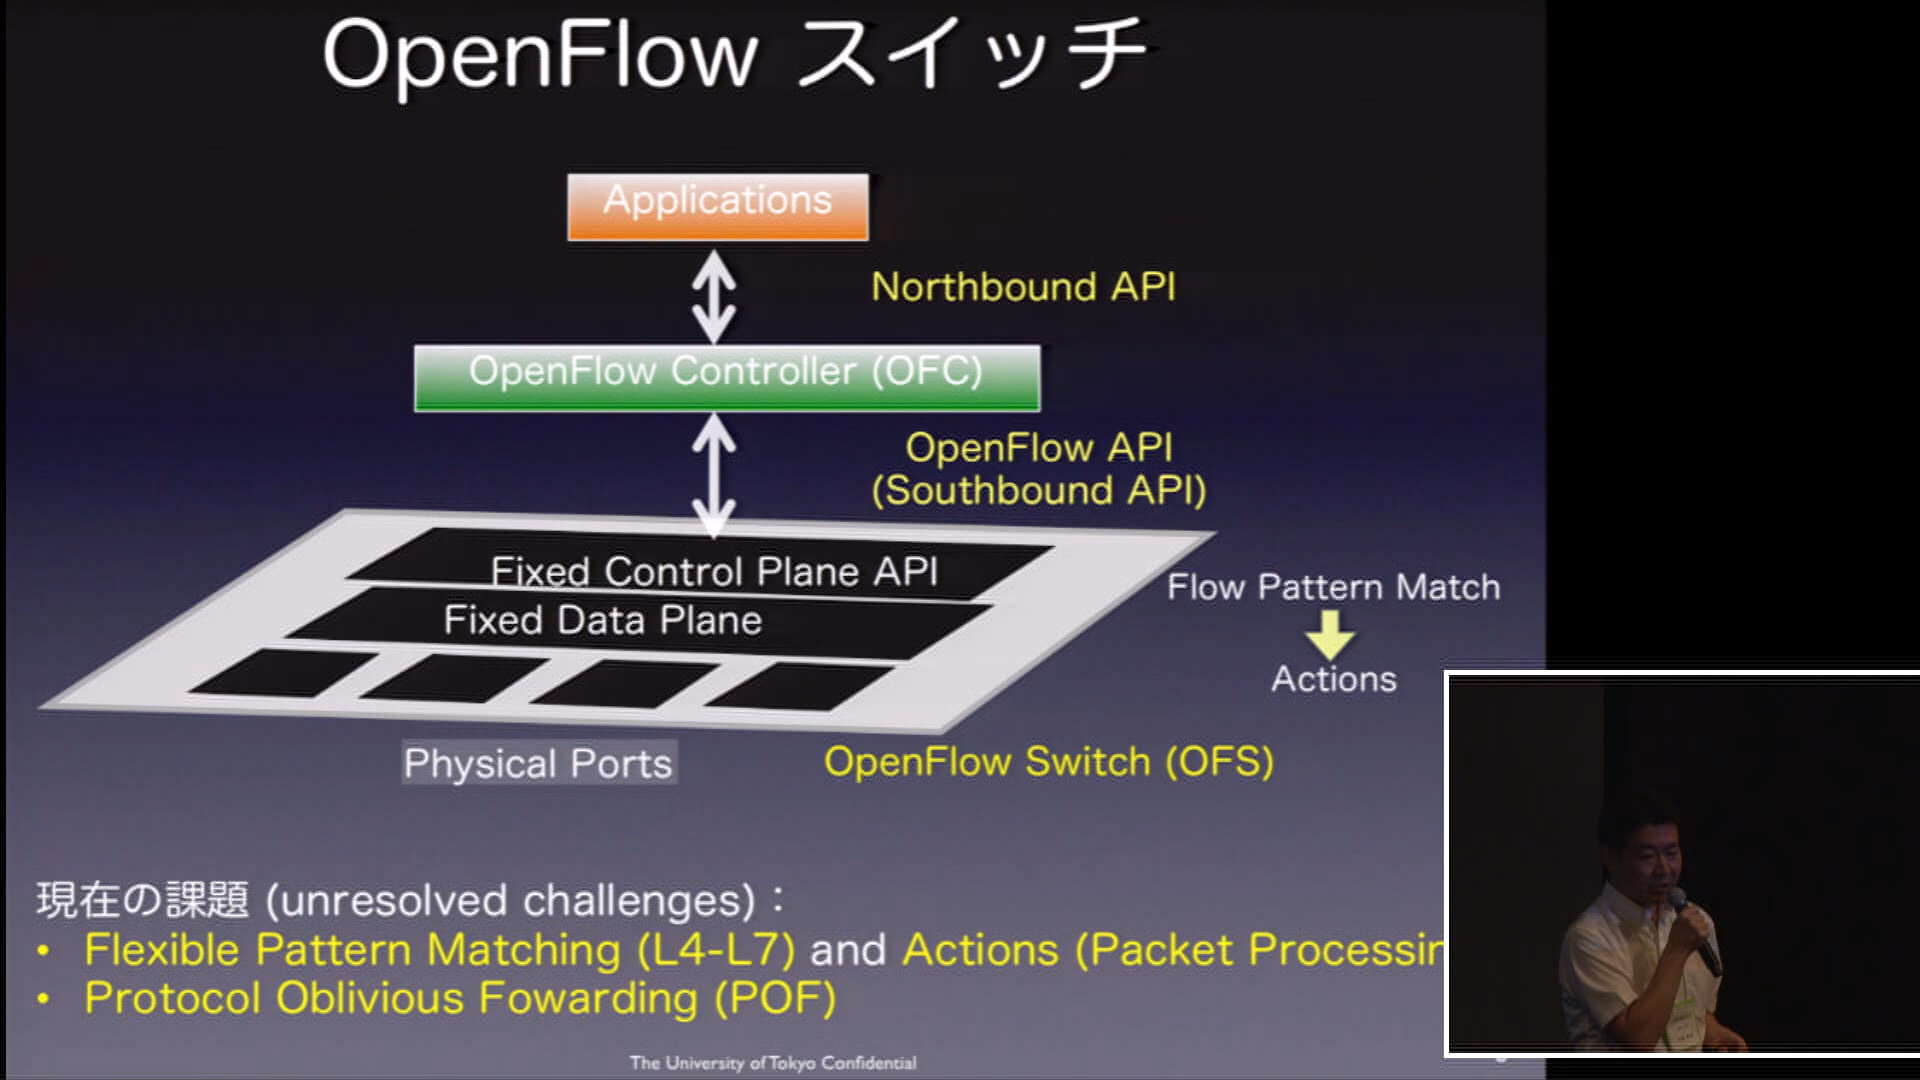 OpenFlow スイッチ
Applications
Northbound API
OpenFlow Controller (OFC)
OpenFlow API
(Southbound API)
Fixed Control Plane API
Fixed Data Plane
Flow Pattern Match
Actions
Physical Ports
OpenFlow Switch (OFS)
現在の課題 (unresolved challenges)：
• Flexible Pattern Matching (L4-L7) and Actions (Packet Processin
• Protocol Oblivious Fowarding (POF)
The University of Tokyo Confidential